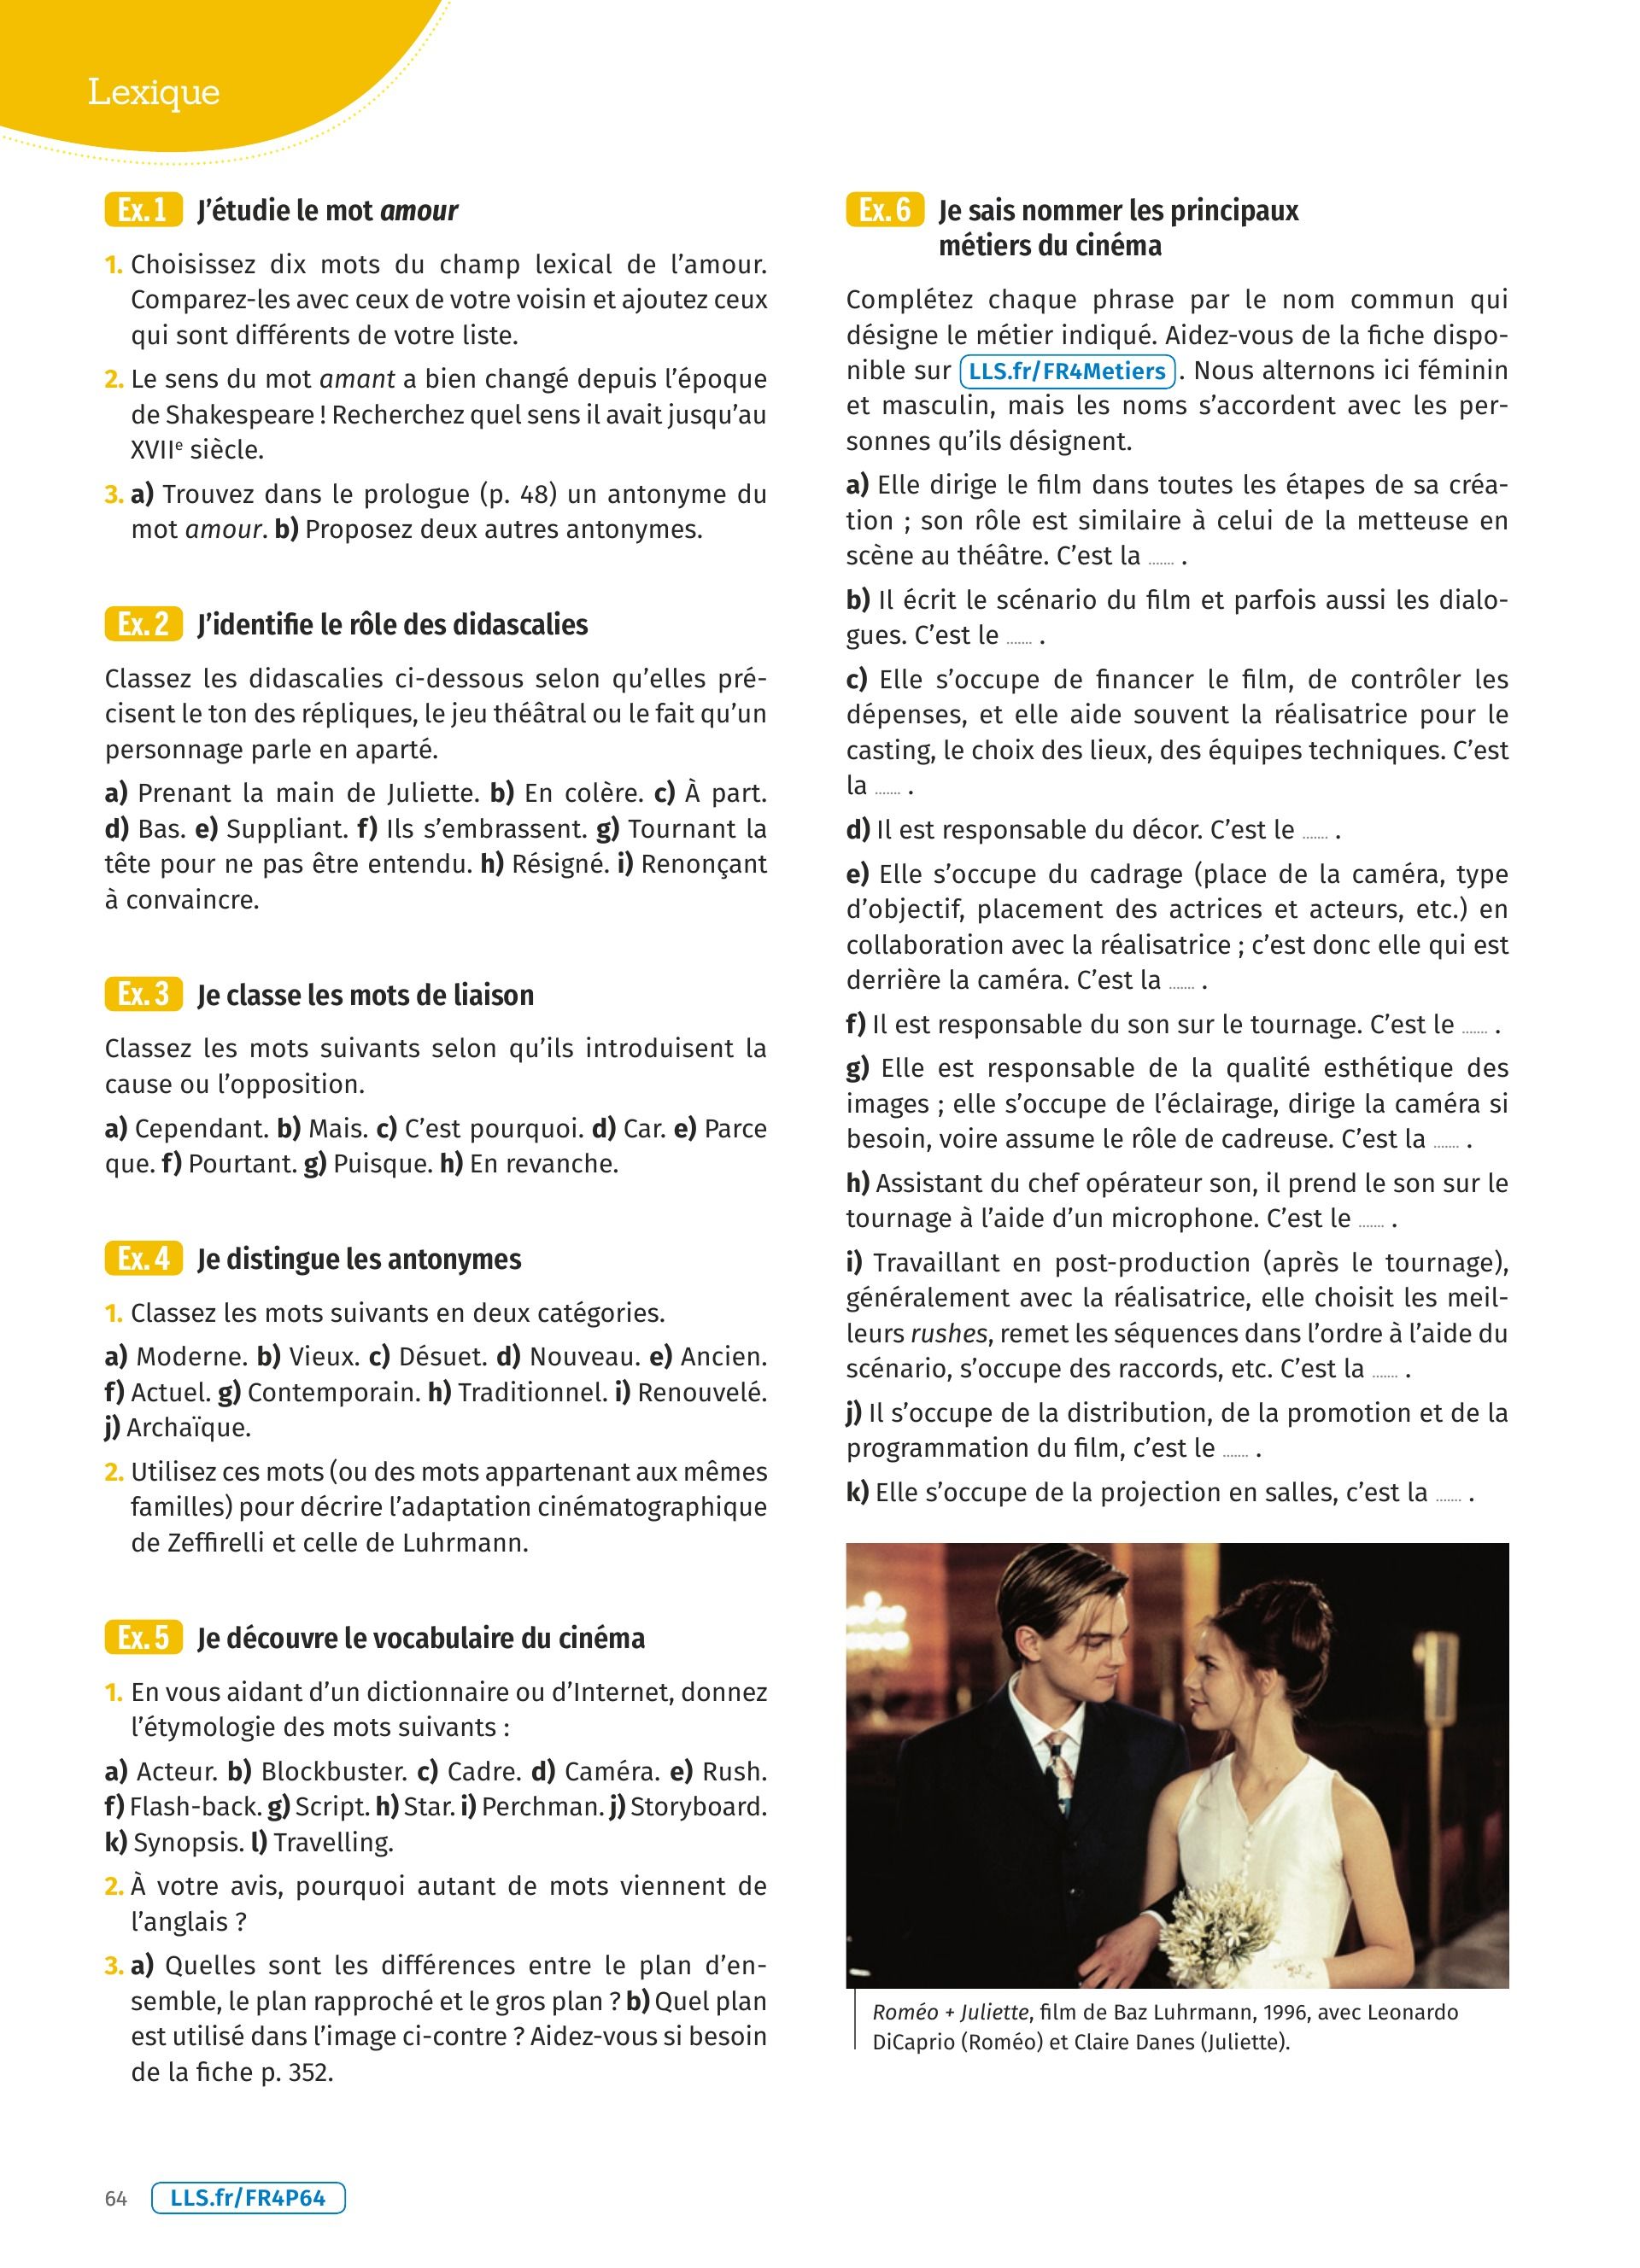 Lexique
Ex. 1 J’étudie le mot amour
1. Choisissez dix mots du champ lexical de l’amour.
Comparez-les avec ceux de votre voisin et ajoutez ceux
qui sont différents de votre liste.
2. Le sens du mot amant a bien changé depuis l’époque
de Shakespeare ! Recherchez quel sens il avait jusqu’au
XVIIe siècle.
3. a) Trouvez dans le prologue (p. 48) un antonyme du
mot amour. b) Proposez deux autres antonymes.
Ex. 2 J’identifie le rôle des didascalies
Classez les didascalies ci-dessous selon qu’elles pré-
cisent le ton des répliques, le jeu théâtral ou le fait qu’un
personnage parle en aparté.
a) Prenant la main de Juliette. b) En colère. c) À part.
d) Bas. e) Suppliant. f) Ils s’embrassent. g) Tournant la
tête pour ne pas être entendu. h) Résigné. i) Renonçant
à convaincre.
Ex. 3 Je classe les mots de liaison
Classez les mots suivants selon qu’ils introduisent la
cause ou l’opposition.
a) Cependant. b) Mais. c) C’est pourquoi. d) Car. e) Parce
que. f) Pourtant. g) Puisque. h) En revanche.
Ex. 4 Je distingue les antonymes
1. Classez les mots suivants en deux catégories.
a) Moderne. b) Vieux. c) Désuet. d) Nouveau. e) Ancien.
f) Actuel. g) Contemporain. h) Traditionnel. i) Renouvelé.
j) Archaïque.
2. Utilisez ces mots (ou des mots appartenant aux mêmes
familles) pour décrire l’adaptation cinématographique
de Zeffirelli et celle de Luhrmann.
Ex. 5 Je découvre le vocabulaire du cinéma
1. En vous aidant d’un dictionnaire ou d’Internet, donnez
l’étymologie des mots suivants :
a) Acteur. b) Blockbuster. c) Cadre. d) Caméra. e) Rush.
f) Flash-back. g) Script. h) Star. i) Perchman. j) Storyboard.
k) Synopsis. l) Travelling.
2. À votre avis, pourquoi autant de mots viennent de
l’anglais ?
3. a) Quelles sont les différences entre le plan d’en-
semble, le plan rapproché et le gros plan ? b) Quel plan
est utilisé dans l’image ci-contre ? Aidez-vous si besoin
de la fiche p. 352.
Ex. 6 Je sais nommer les principaux
métiers du cinéma
Complétez chaque phrase par le nom commun qui
désigne le métier indiqué. Aidez-vous de la fiche dispo-
nible sur LLS.fr/FR4Metiers . Nous alternons ici féminin
et masculin, mais les noms s’accordent avec les per-
sonnes qu’ils désignent.
a) Elle dirige le film dans toutes les étapes de sa créa-
tion ; son rôle est similaire à celui de la metteuse en
scène au théâtre. C’est la ....... .
b) Il écrit le scénario du film et parfois aussi les dialo-
gues. C’est le ....... .
c) Elle s’occupe de financer le film, de contrôler les
dépenses, et elle aide souvent la réalisatrice pour le
casting, le choix des lieux, des équipes techniques. C’est
la ....... .
d) Il est responsable du décor. C’est le ....... .
e) Elle s’occupe du cadrage (place de la caméra, type
d’objectif, placement des actrices et acteurs, etc.) en
collaboration avec la réalisatrice ; c’est donc elle qui est
derrière la caméra. C’est la ....... .
f) Il est responsable du son sur le tournage. C’est le ....... .
g) Elle est responsable de la qualité esthétique des
images ; elle s’occupe de l’éclairage, dirige la caméra si
besoin, voire assume le rôle de cadreuse. C’est la ....... .
h) Assistant du chef opérateur son, il prend le son sur le
tournage à l’aide d’un microphone. C’est le ....... .
i) Travaillant en post-production (après le tournage),
généralement avec la réalisatrice, elle choisit les meil-
leurs rushes, remet les séquences dans l’ordre à l’aide du
scénario, s’occupe des raccords, etc. C’est la ....... .
j) Il s’occupe de la distribution, de la promotion et de la
programmation du film, c’est le ....... .
k) Elle s’occupe de la projection en salles, c’est la ....... .
Roméo + Juliette, film de Baz Luhrmann, 1996, avec Leonardo
DiCaprio (Roméo) et Claire Danes (Juliette).
64 LLS.fr/FR4P64